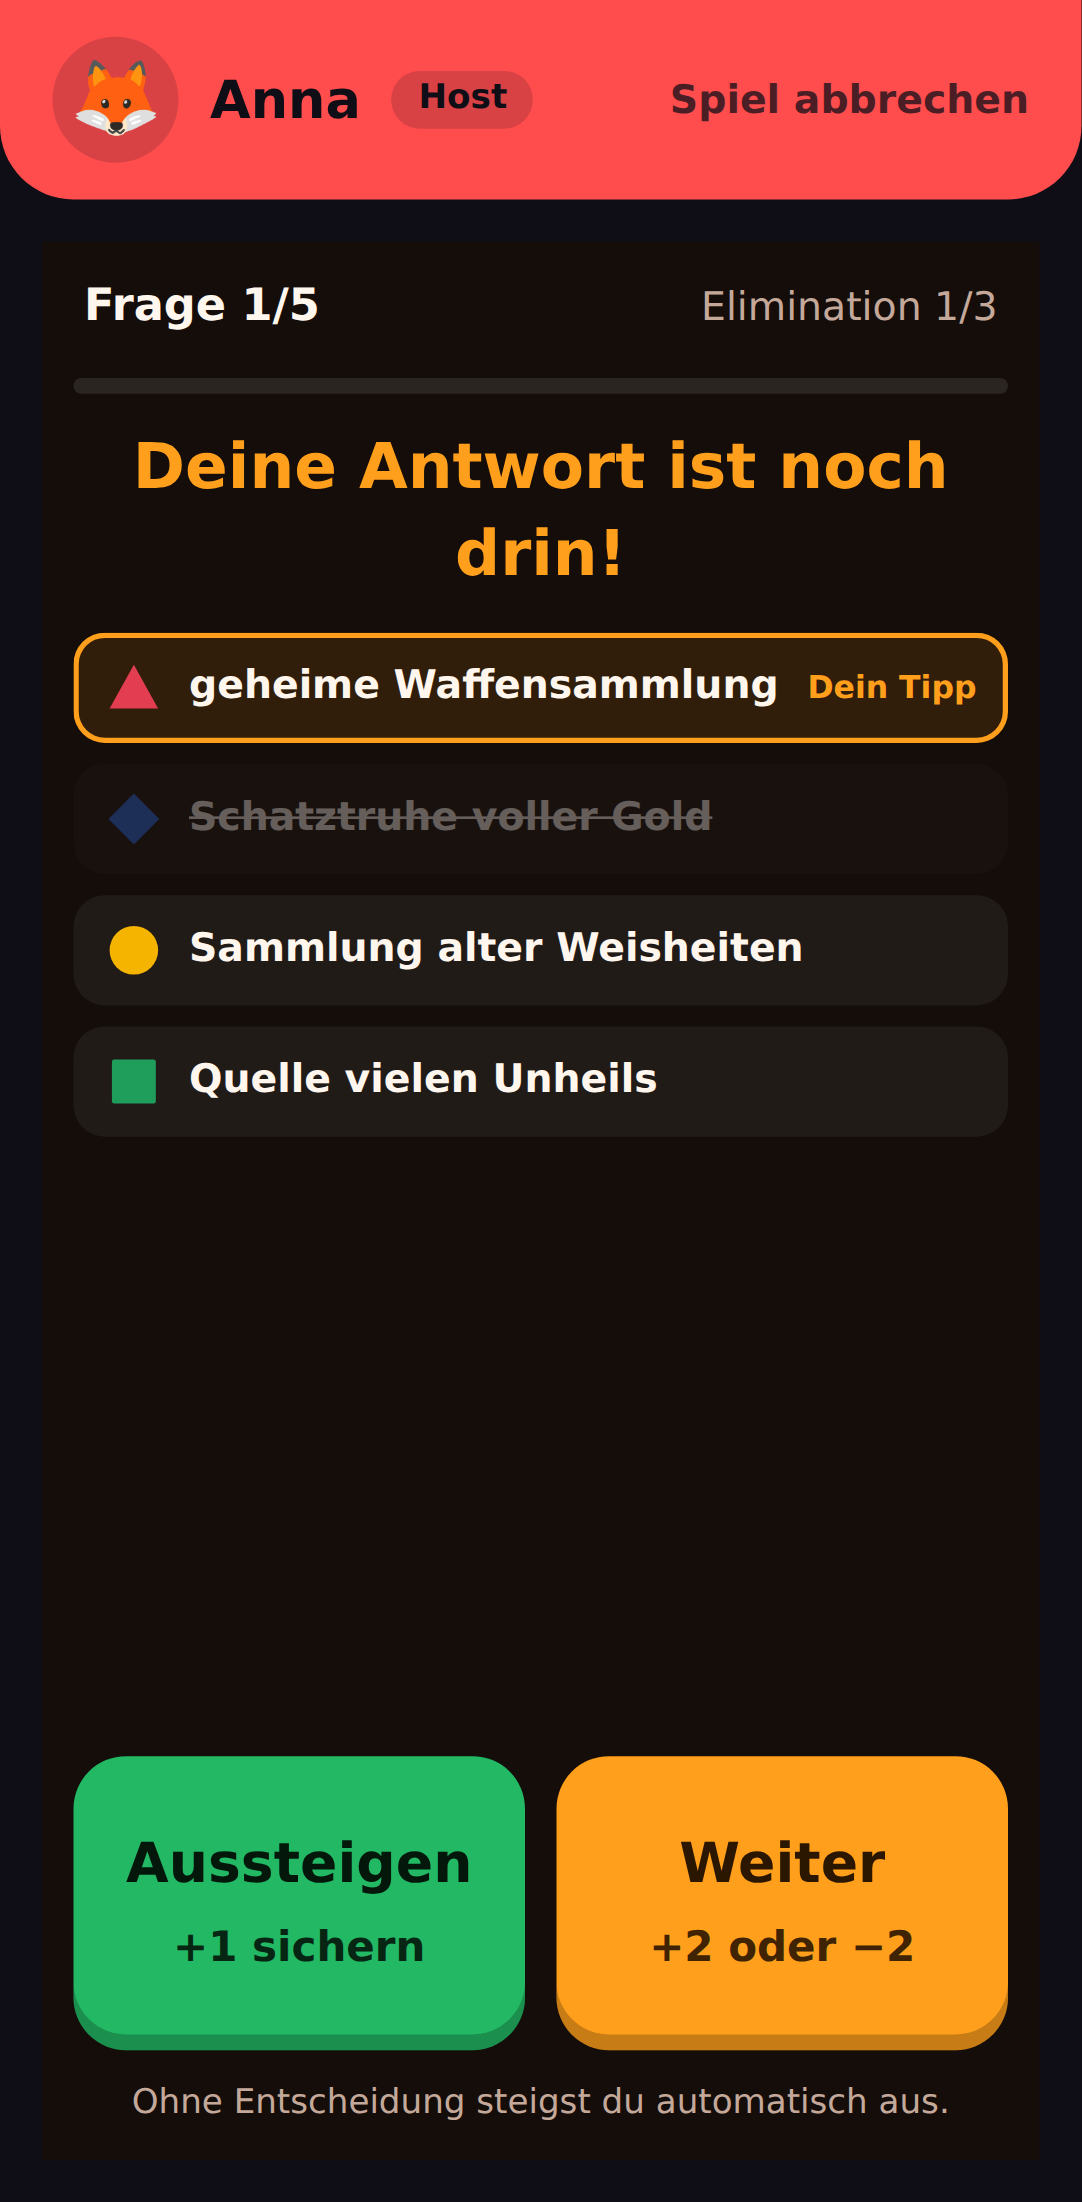 Anna Host Spiel abbrechen
Frage 1/5 Elimination 1/3
Deine Antwort ist noch
drin!
geheime Waffensammlung Dein Tipp
Schatztruhe voller Gold
Sammlung alter Weisheiten
Quelle vielen Unheils
Aussteigen
+1 sichern
Weiter
+2 oder −2
Ohne Entscheidung steigst du automatisch aus.